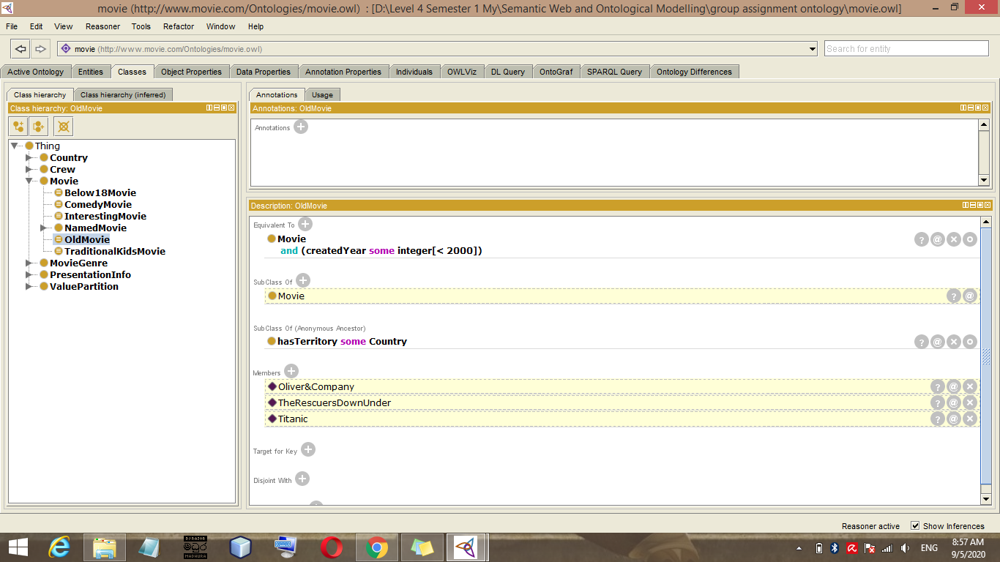 movie (http://www.movie.com/Ontologies/movie.owl) : [D:\Level 4 Semester 1 My\Semantic Web and Ontological Modelling\group assignment ontology\movie.owl]
File Edit View Reasoner Tools Refactor Window Help
movie (http://www.movie.com/Ontologies/movie.owl) Search for entity
Active Ontology Entities Classes Object Properties Data Properties Annotation Properties Individuals OWLViz DL Query OntoGraf SPARQL Query Ontology Differences
Class hierarchy Class hierarchy (inferred)
Class hierarchy: OldMovie
Thing
Country
Crew
Movie
Below18Movie
ComedyMovie
InterestingMovie
NamedMovie
OldMovie
TraditionalKidsMovie
MovieGenre
PresentationInfo
ValuePartition
Annotations Usage
Annotations: OldMovie
Annotations
Description: OldMovie
Equivalent To
Movie
and (createdYear some integer[< 2000])
SubClass Of
Movie
SubClass Of (Anonymous Ancestor)
hasTerritory some Country
Members
Oliver&Company
TheRescuersDownUnder
Titanic
Target for Key
Disjoint With
Reasoner active Show Inferences
DJ RAZOR
මධුර
MADHURA
ENG
8:57 AM
9/5/2020